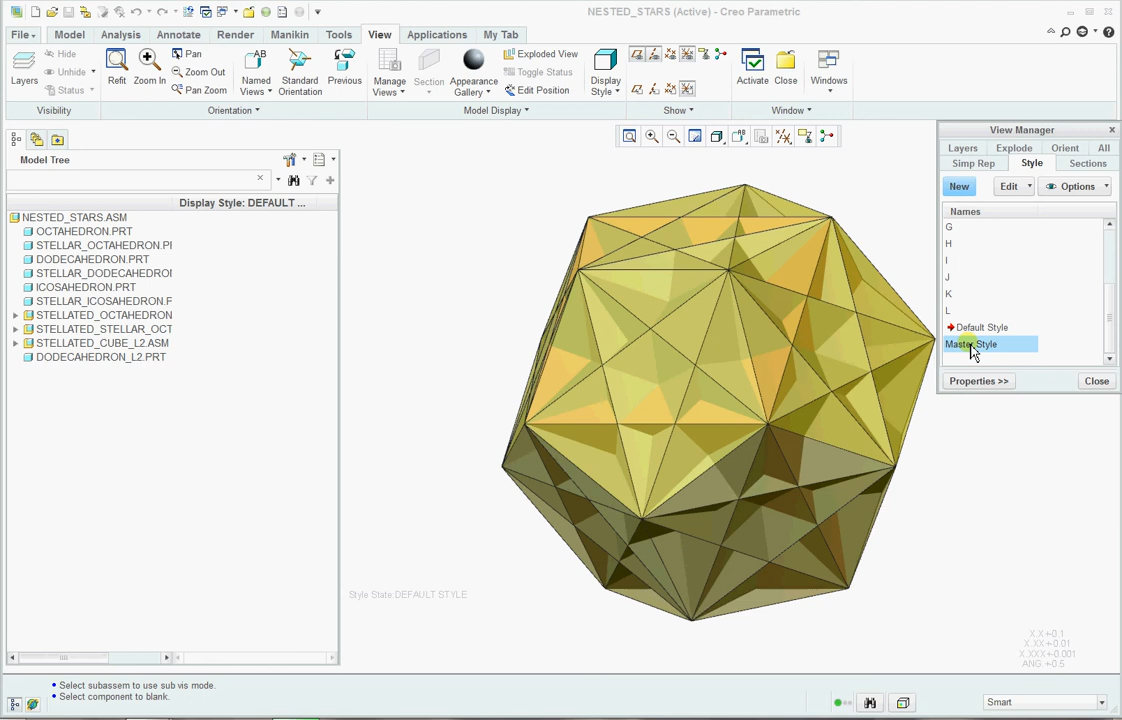 NESTED_STARS (Active) - Creo Parametric
File
Model
Analysis
Annotate
Render
Manikin
Tools
View
Applications
My Tab
Layers
Hide
Unhide
Status
Visibility
Refit
Zoom In
Pan
Zoom Out
Pan Zoom
Named Views
Standard Orientation
Previous
Orientation
Manage Views
Section
Appearance Gallery
Exploded View
Toggle Status
Edit Position
Display Style
Model Display
Show
Activate
Close
Windows
Window
Model Tree
Display Style: DEFAULT ...
NESTED_STARS.ASM
OCTAHEDRON.PRT
STELLAR_OCTAHEDRON.PI
DODECAHEDRON.PRT
STELLAR_DODECAHEDROI
ICOSAHEDRON.PRT
STELLAR_ICOSAHEDRON.F
STELLATED_OCTAHEDRON
STELLATED_STELLAR_OCT
STELLATED_CUBE_L2.ASM
DODECAHEDRON_L2.PRT
Style State:DEFAULT STYLE
View Manager
Layers
Explode
Orient
All
Simp Rep
Style
Sections
New
Edit
Options
Names
G
H
I
J
K
L
Default Style
Master Style
Properties >>
Close
X.X+-0.1
X.XX+-0.01
X.XXX+-0.001
ANG.+-0.5
• Select subassem to use sub vis mode.
• Select component to blank.
Smart